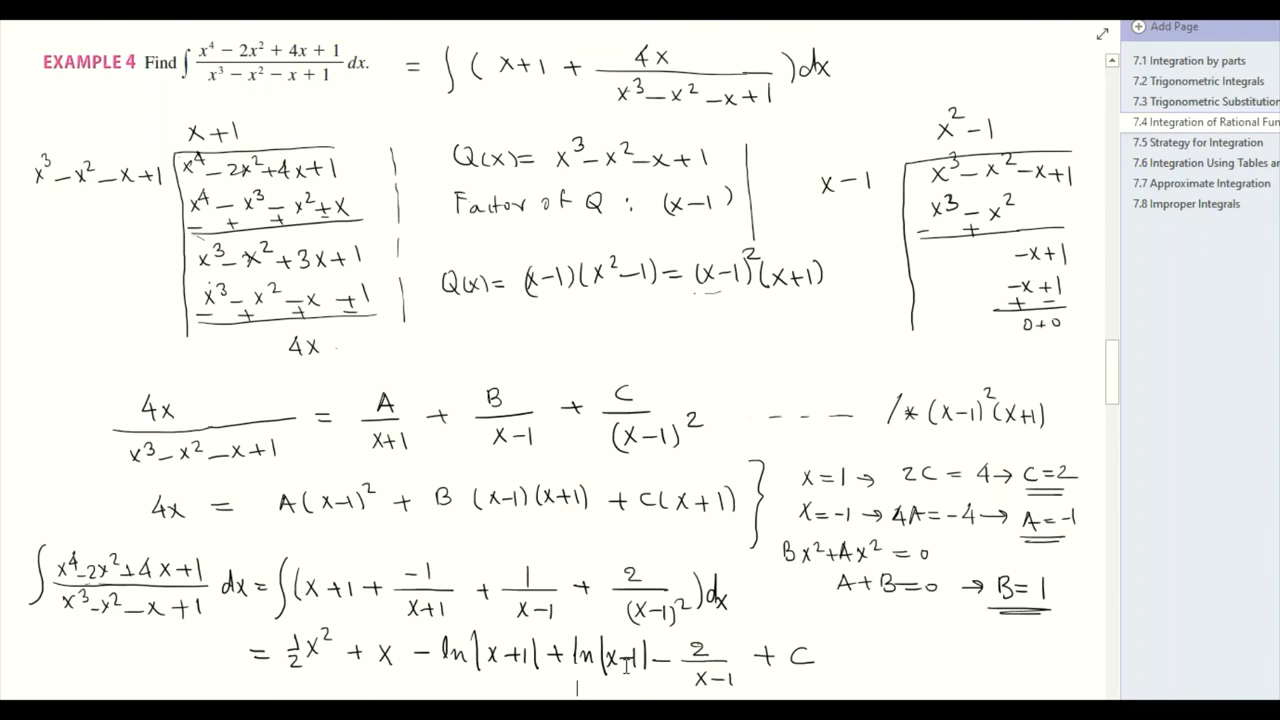 EXAMPLE 4 Find ∫ (x⁴ − 2x² + 4x + 1)/(x³ − x² − x + 1) dx. = ∫ (x+1 + 4x/(x³−x²−x+1)) dx
x+1
x³−x²−x+1
x⁴−2x²+4x+1
x⁴−x³−x²+x
− + + −
x³−x²+3x+1
x³−x²−x+1
− + + −
4x
Q(x) = x³−x²−x+1
Factor of Q : (x−1)
Q(x) = (x−1)(x²−1) = (x−1)²(x+1)
x²−1
x−1
x³−x²−x+1
x³−x²
− +
−x+1
−x+1
+ −
0+0
4x/(x³−x²−x+1) = A/(x+1) + B/(x−1) + C/(x−1)² - - - — /* (x−1)²(x+1)
4x = A(x−1)² + B (x−1)(x+1) + C(x+1) }
x=1 → 2C = 4 → C=2
x=−1 → 4A=−4 → A=−1
Bx²+Ax² = 0
A+B=0 → B=1
∫ (x⁴−2x²+4x+1)/(x³−x²−x+1) dx = ∫(x+1 + −1/(x+1) + 1/(x−1) + 2/(x−1)²) dx
= ½x² + x − ln|x+1| + ln|x−1| − 2/(x−1) + C
Add Page
7.1 Integration by parts
7.2 Trigonometric Integrals
7.3 Trigonometric Substitution
7.4 Integration of Rational Fun
7.5 Strategy for Integration
7.6 Integration Using Tables an
7.7 Approximate Integration
7.8 Improper Integrals